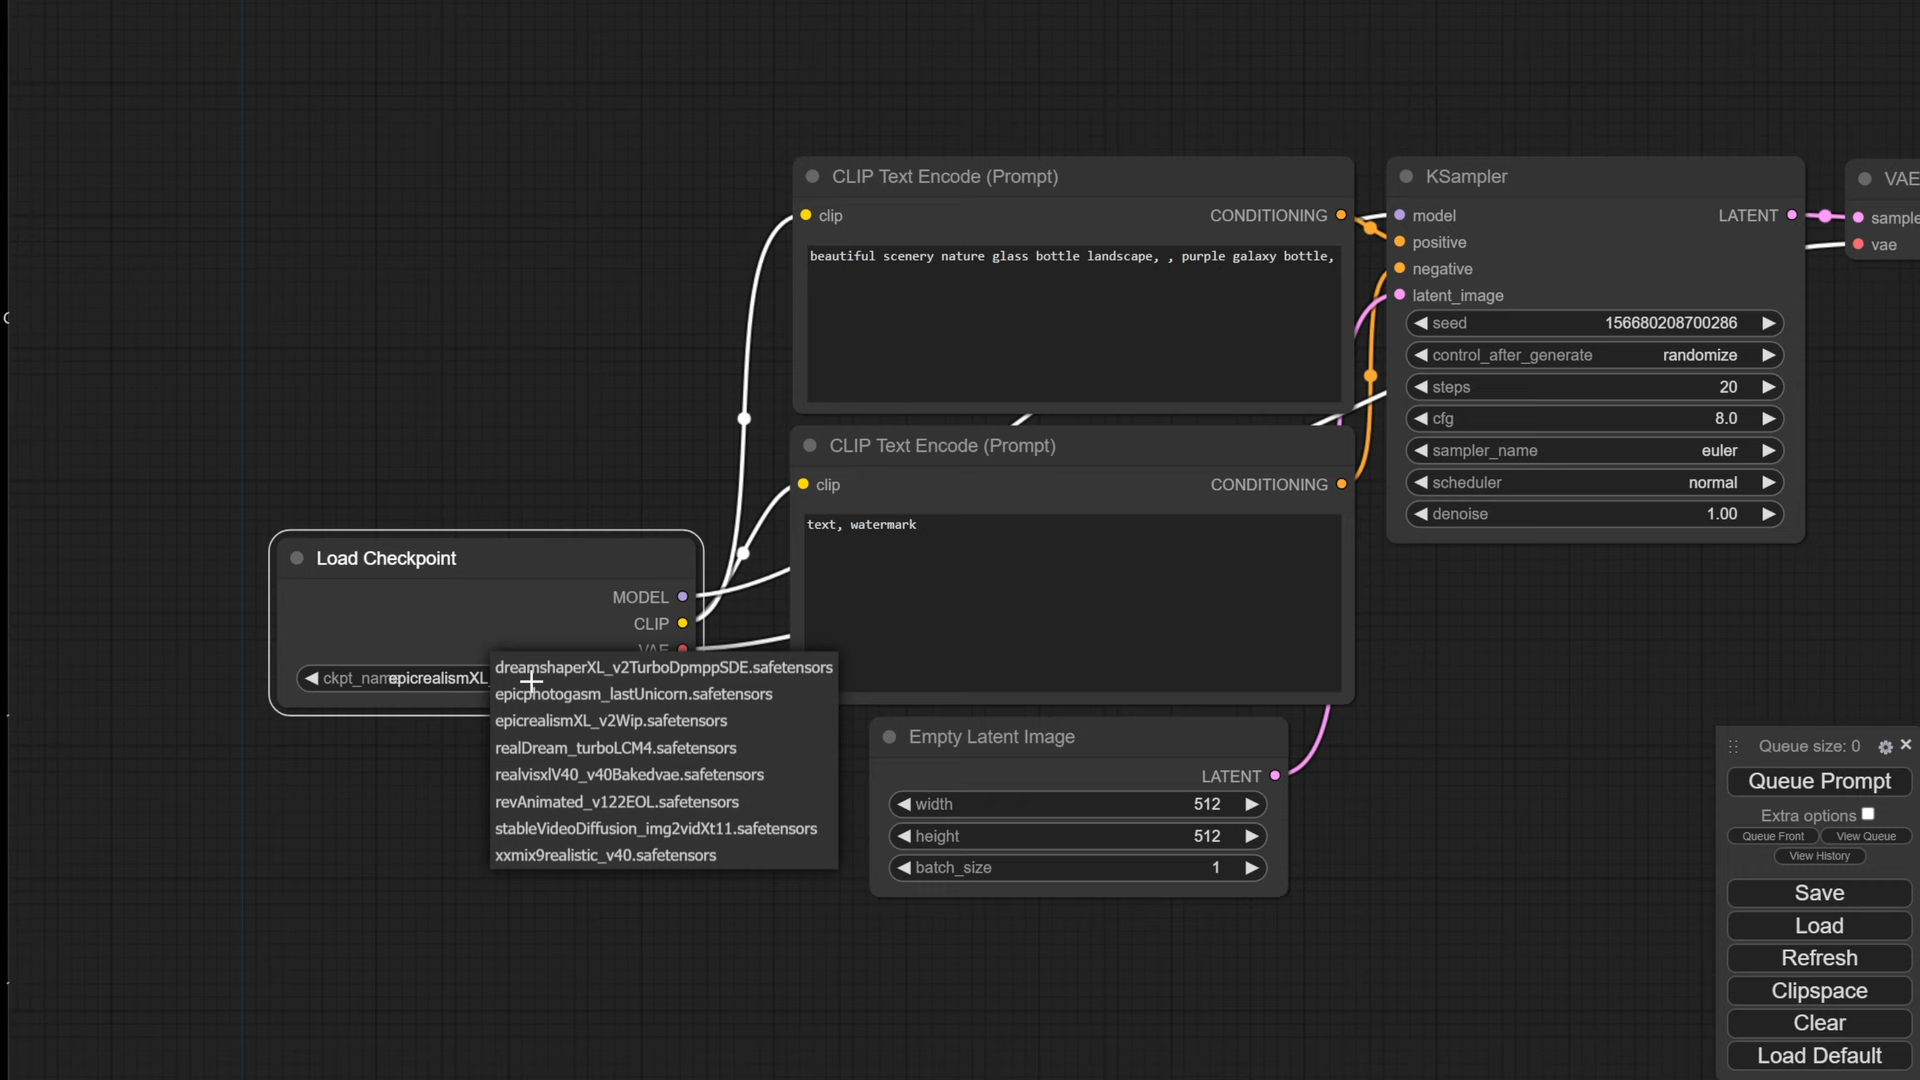 CLIP Text Encode (Prompt)
clip
CONDITIONING
beautiful scenery nature glass bottle landscape, , purple galaxy bottle,
KSampler
model
LATENT
positive
negative
latent_image
seed
156680208700286
control_after_generate
randomize
steps
20
cfg
8.0
sampler_name
euler
scheduler
normal
denoise
1.00
VAE
sample
vae
CLIP Text Encode (Prompt)
clip
CONDITIONING
text, watermark
Load Checkpoint
MODEL
CLIP
VAE
ckpt_nam
epicrealismXL_
dreamshaperXL_v2TurboDpmppSDE.safetensors
epicphotogasm_lastUnicorn.safetensors
epicrealismXL_v2Wip.safetensors
realDream_turboLCM4.safetensors
realvisxlV40_v40Bakedvae.safetensors
revAnimated_v122EOL.safetensors
stableVideoDiffusion_img2vidXt11.safetensors
xxmix9realistic_v40.safetensors
Empty Latent Image
LATENT
width
512
height
512
batch_size
1
Queue size: 0
Queue Prompt
Extra options
Queue Front
View Queue
View History
Save
Load
Refresh
Clipspace
Clear
Load Default